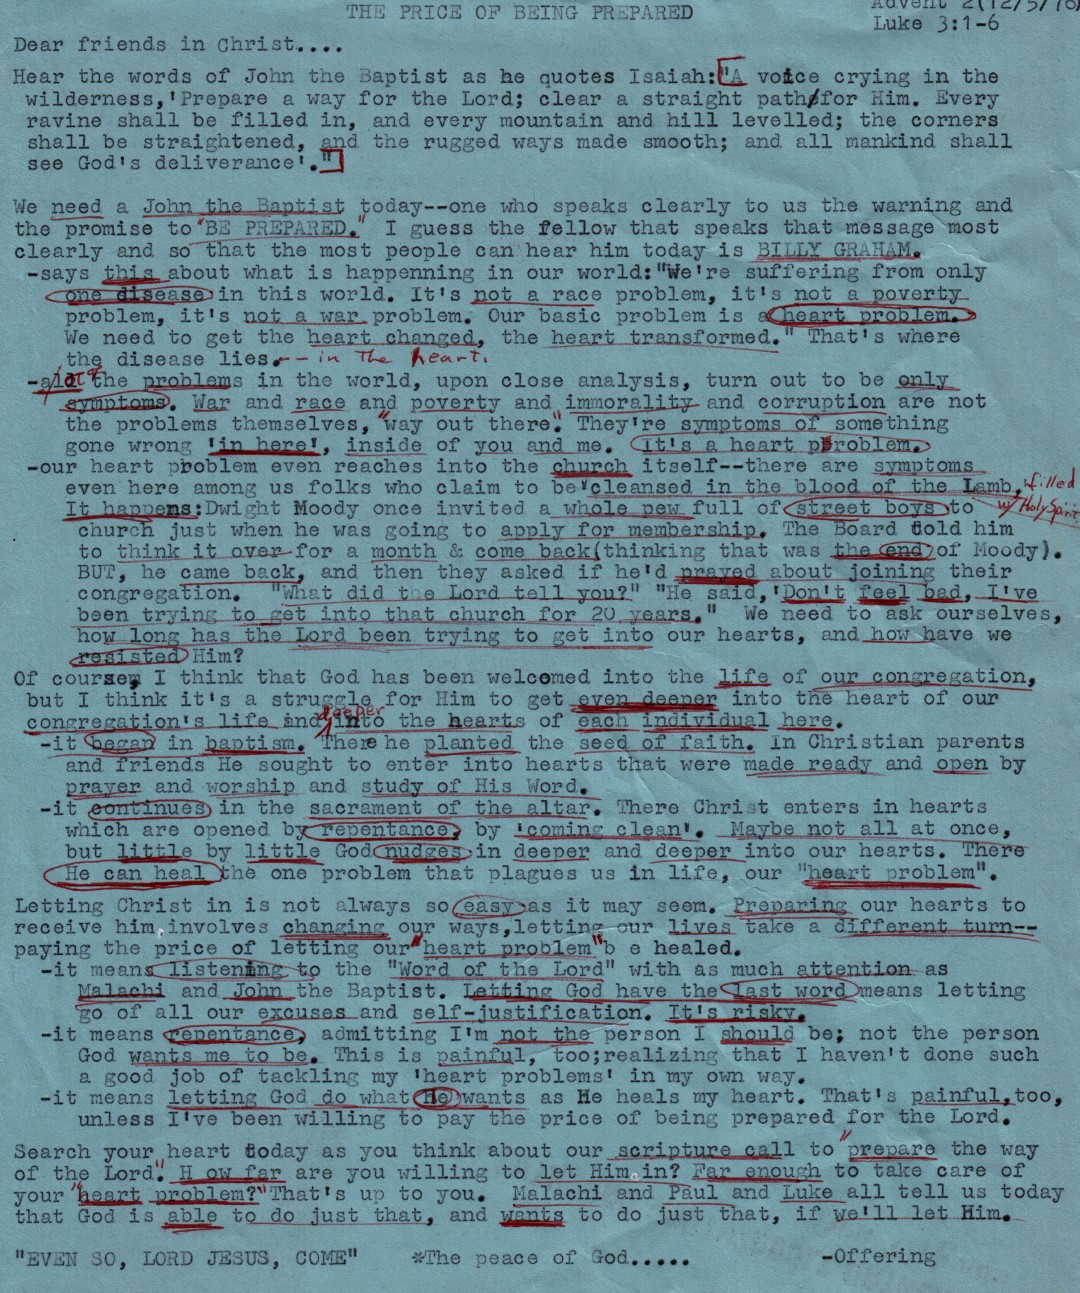 THE PRICE OF BEING PREPARED
Advent 2 (12/5/76)
Luke 3:1-6
Dear friends in Christ....
Hear the words of John the Baptist as he quotes Isaiah:["A voice crying in the
wilderness,'Prepare a way for the Lord; clear a straight path/for Him. Every
ravine shall be filled in, and every mountain and hill levelled; the corners
shall be straightened, and the rugged ways made smooth; and all mankind shall
see God's deliverance'."]
We need a John the Baptist today--one who speaks clearly to us the warning and
the promise to "BE PREPARED." I guess the fellow that speaks that message most
clearly and so that the most people can hear him today is BILLY GRAHAM.
-says this about what is happenning in our world:"We're suffering from only
one disease in this world. It's not a race problem, it's not a poverty
problem, it's not a war problem. Our basic problem is a heart problem.
We need to get the heart changed, the heart transformed." That's where
the disease lies.-- in the heart.
-alot of the problems in the world, upon close analysis, turn out to be only
symptoms. War and race and poverty and immorality and corruption are not
the problems themselves, "way out there". They're symptoms of something
gone wrong 'in here', inside of you and me. It's a heart problem.
-our heart problem even reaches into the church itself--there are symptoms
even here among us folks who claim to be'cleansed in the blood of the Lamb, filled
w/ Holy Spirit
It happens:Dwight Moody once invited a whole pew full of street boys to
church just when he was going to apply for membership. The Board told him
to think it over for a month & come back(thinking that was the end of Moody).
BUT, he came back, and then they asked if he'd prayed about joining their
congregation. "What did the Lord tell you?" "He said,'Don't feel bad, I've
been trying to get into that church for 20 years." We need to ask ourselves,
how long has the Lord been trying to get into our hearts, and how have we
resisted Him?
Of course, I think that God has been welcomed into the life of our congregation,
but I think it's a struggle for Him to get even deeper into the heart of our
congregation's life and deeper into the hearts of each individual here.
-it began in baptism. There he planted the seed of faith. In Christian parents
and friends He sought to enter into hearts that were made ready and open by
prayer and worship and study of His Word.
-it continues in the sacrament of the altar. There Christ enters in hearts
which are opened by repentance, by 'coming clean'. Maybe not all at once,
but little by little God nudges in deeper and deeper into our hearts. There
He can heal the one problem that plagues us in life, our "heart problem".
Letting Christ in is not always so easy as it may seem. Preparing our hearts to
receive him, involves changing our ways,letting our lives take a different turn--
paying the price of letting our "heart problem" b e healed.
-it means listening to the "Word of the Lord" with as much attention as
Malachi and John the Baptist. Letting God have the last word means letting
go of all our excuses and self-justification. It's risky.
-it means repentance, admitting I'm not the person I should be; not the person
God wants me to be. This is painful, too;realizing that I haven't done such
a good job of tackling my 'heart problems' in my own way.
-it means letting God do what He wants as He heals my heart. That's painful,too,
unless I've been willing to pay the price of being prepared for the Lord.
Search your heart today as you think about our scripture call to "prepare the way
of the Lord". H ow far are you willing to let Him in? Far enough to take care of
your "heart problem?" That's up to you. Malachi and Paul and Luke all tell us today
that God is able to do just that, and wants to do just that, if we'll let Him.
"EVEN SO, LORD JESUS, COME" *The peace of God..... -Offering